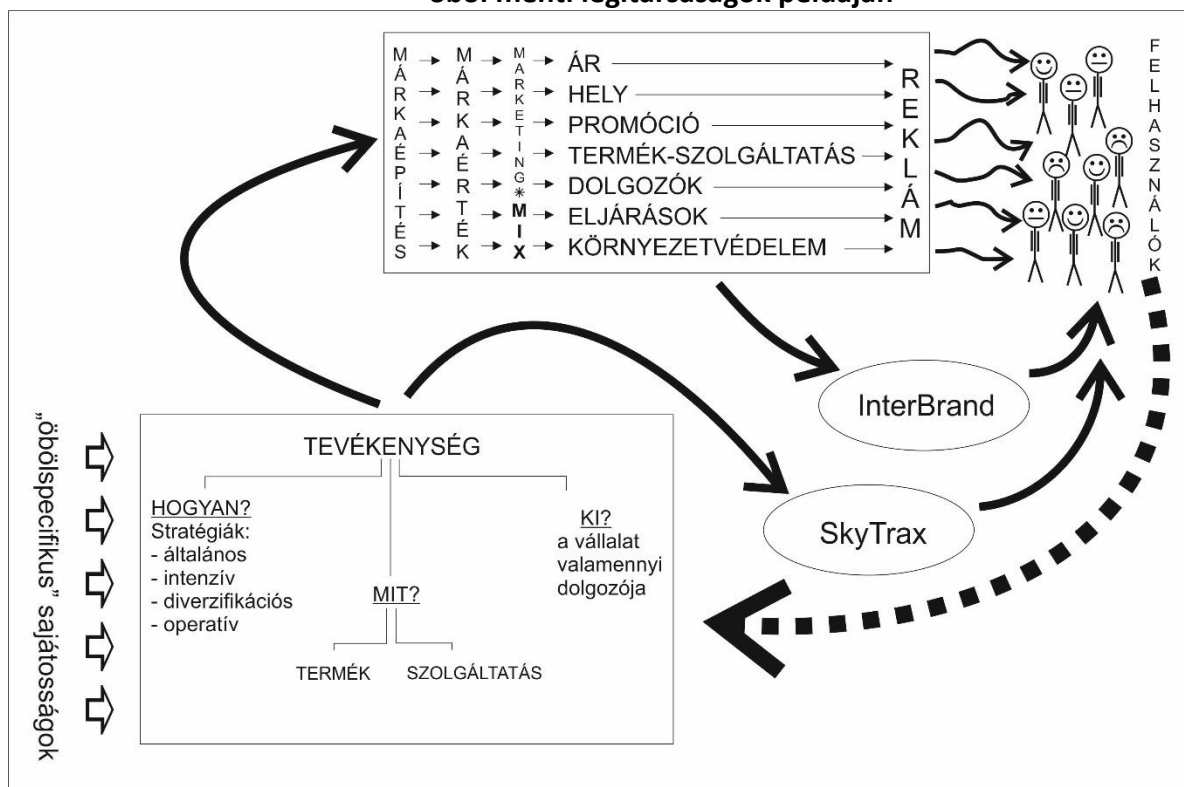 öböl menti légitársaságok példáján
MÁRKAÉPÍTÉS
MÁRKAÉRTÉK
MARKETING*MIX
ÁR
HELY
PROMÓCIÓ
TERMÉK-SZOLGÁLTATÁS
DOLGOZÓK
ELJÁRÁSOK
KÖRNYEZETVÉDELEM
REKLÁM
FELHASZNÁLÓK
InterBrand
SkyTrax
„öbölspecifikus” sajátosságok
TEVÉKENYSÉG
HOGYAN?
Stratégiák:
- általános
- intenzív
- diverzifikációs
- operatív
MIT?
TERMÉK
SZOLGÁLTATÁS
KI?
a vállalat
valamennyi
dolgozója